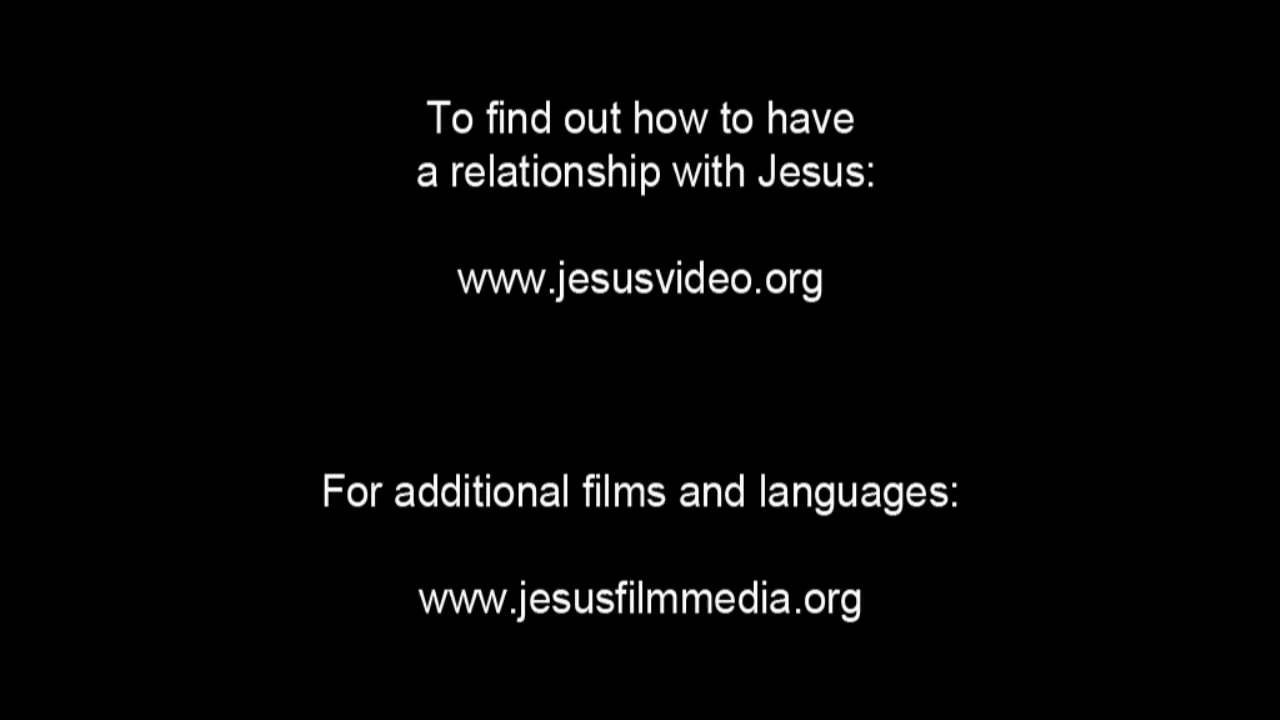 To find out how to have
a relationship with Jesus:
www.jesusvideo.org
For additional films and languages:
www.jesusfilmmedia.org